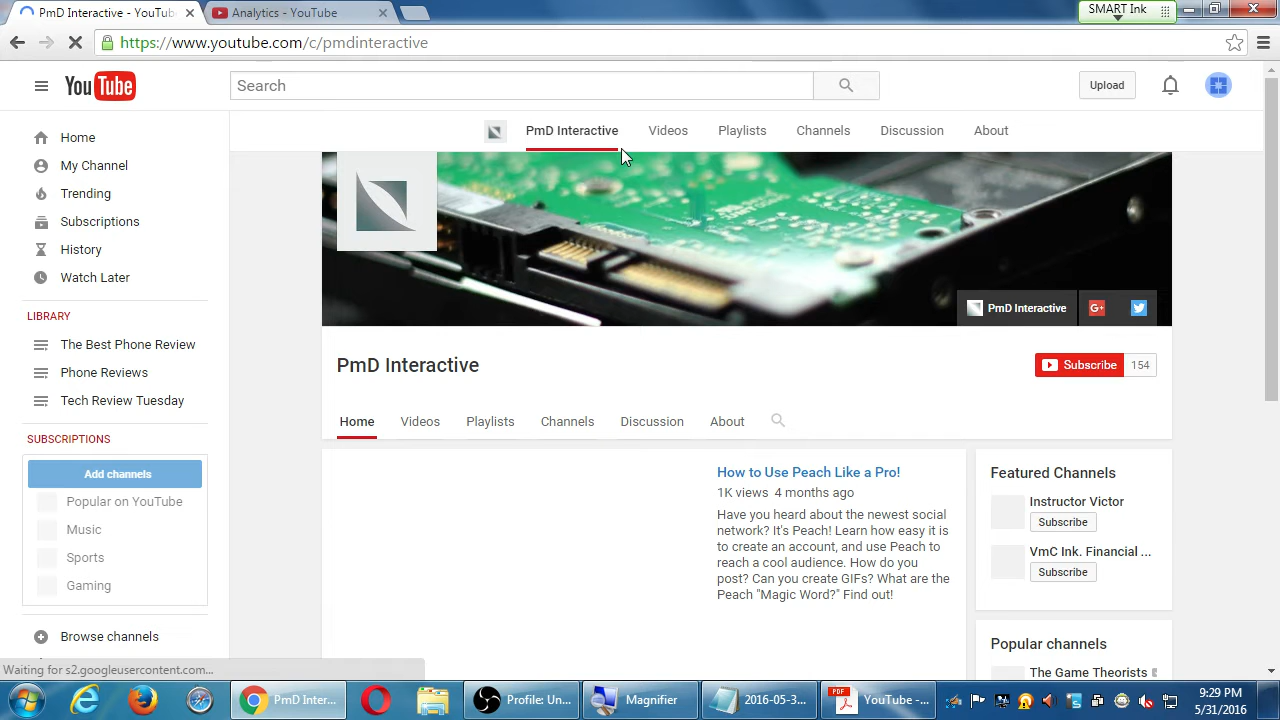 PmD Interactive - YouTub
Analytics - YouTube
SMART Ink
https://www.youtube.com/c/pmdinteractive
YouTube
Search
Upload
PmD Interactive
Videos
Playlists
Channels
Discussion
About
Home
My Channel
Trending
Subscriptions
History
Watch Later
LIBRARY
The Best Phone Review
Phone Reviews
Tech Review Tuesday
SUBSCRIPTIONS
Add channels
Popular on YouTube
Music
Sports
Gaming
Browse channels
PmD Interactive
G+
PmD Interactive
Subscribe 154
Home
Videos
Playlists
Channels
Discussion
About
How to Use Peach Like a Pro!
1K views 4 months ago
Have you heard about the newest social
network? It's Peach! Learn how easy it is
to create an account, and use Peach to
reach a cool audience. How do you
post? Can you create GIFs? What are the
Peach "Magic Word?" Find out!
Featured Channels
Instructor Victor
Subscribe
VmC Ink. Financial ...
Subscribe
Popular channels
The Game Theorists
Waiting for s2.googleusercontent.com...
PmD Inter...
Profile: Un...
Magnifier
2016-05-3...
PDF
YouTube -...
9:29 PM
5/31/2016